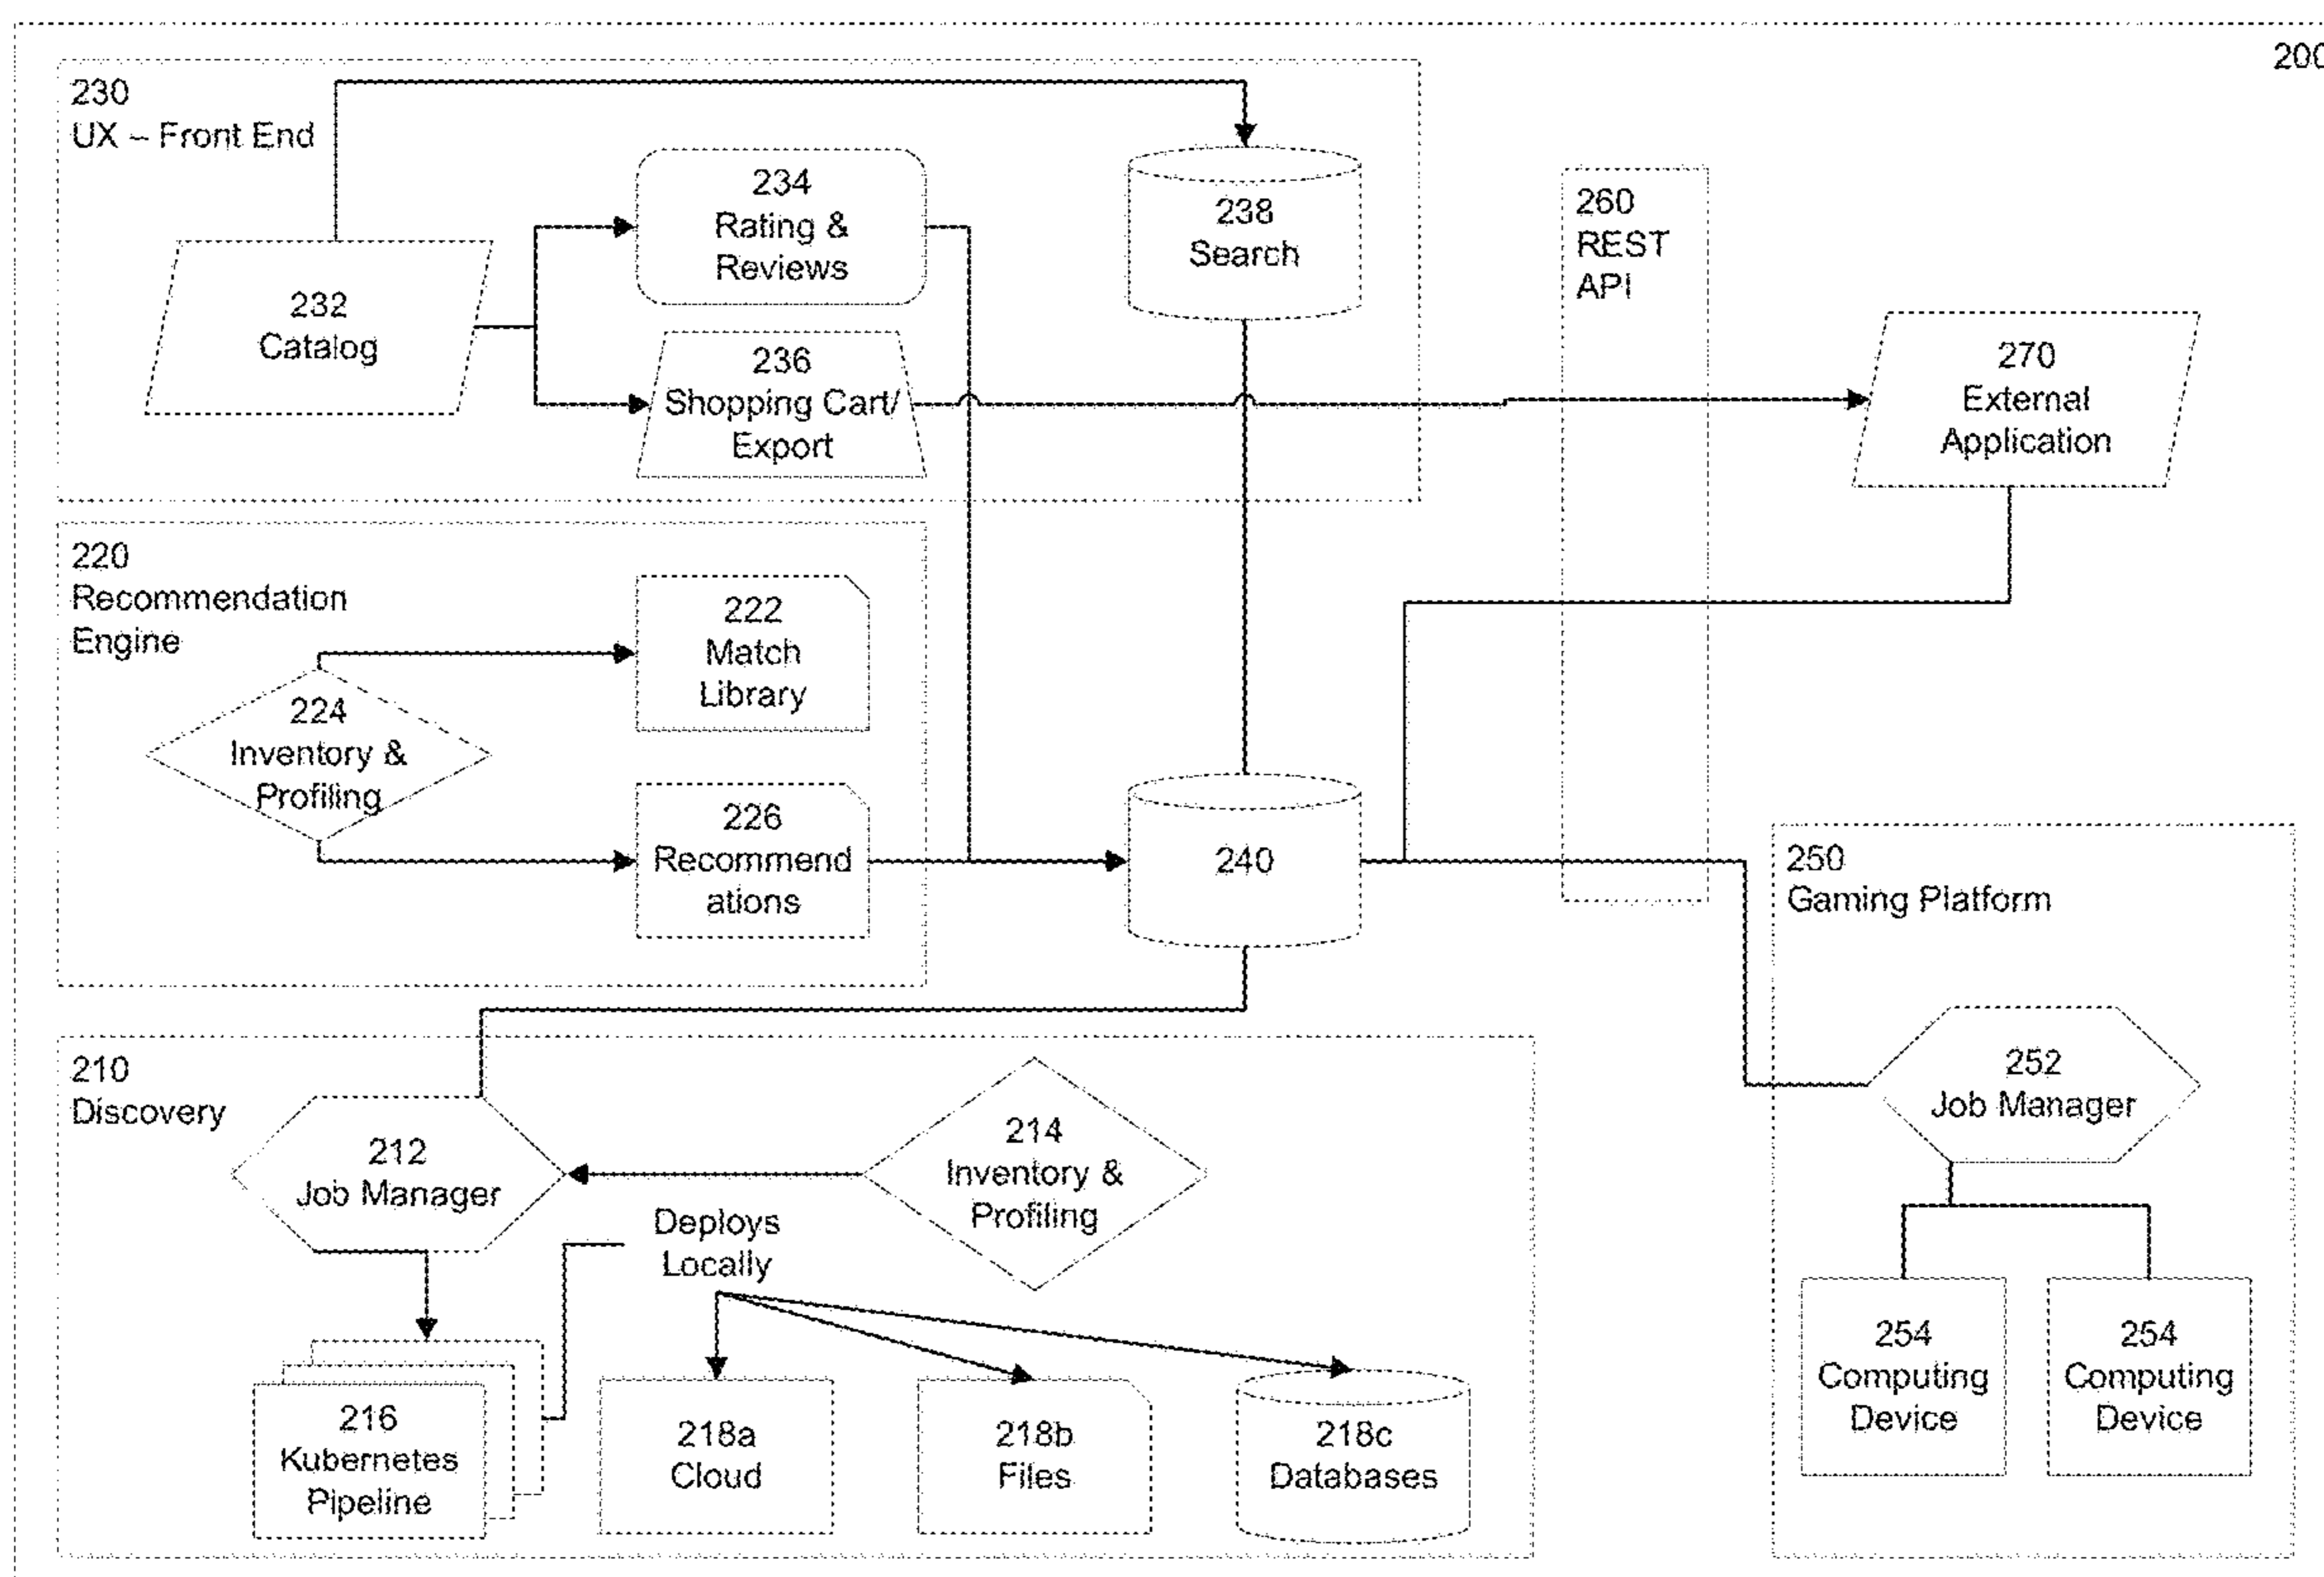 200
230
UX – Front End
234
Rating &
Reviews
238
Search
232
Catalog
236
Shopping Cart/
Export
260
REST
API
270
External
Application
220
Recommendation
Engine
222
Match
Library
224
Inventory &
Profiling
226
Recommend
ations
240
250
Gaming Platform
252
Job Manager
254
Computing
Device
254
Computing
Device
210
Discovery
212
Job Manager
214
Inventory &
Profiling
Deploys
Locally
216
Kubernetes
Pipeline
218a
Cloud
218b
Files
218c
Databases